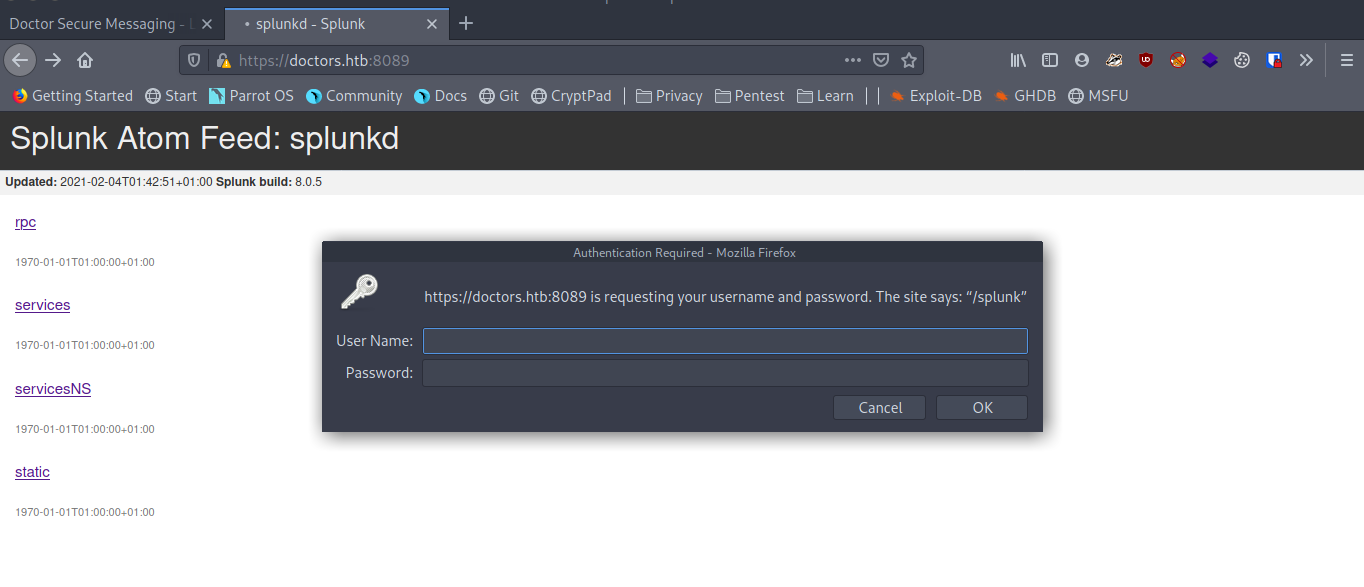 Doctor Secure Messaging -
splunkd - Splunk
https://doctors.htb:8089
Getting Started Start Parrot OS Community Docs Git CryptPad Privacy Pentest Learn Exploit-DB GHDB MSFU
Splunk Atom Feed: splunkd
Updated: 2021-02-04T01:42:51+01:00 Splunk build: 8.0.5
rpc
1970-01-01T01:00:00+01:00
services
1970-01-01T01:00:00+01:00
servicesNS
1970-01-01T01:00:00+01:00
static
1970-01-01T01:00:00+01:00
Authentication Required - Mozilla Firefox
https://doctors.htb:8089 is requesting your username and password. The site says: “/splunk”
User Name:
Password:
Cancel OK